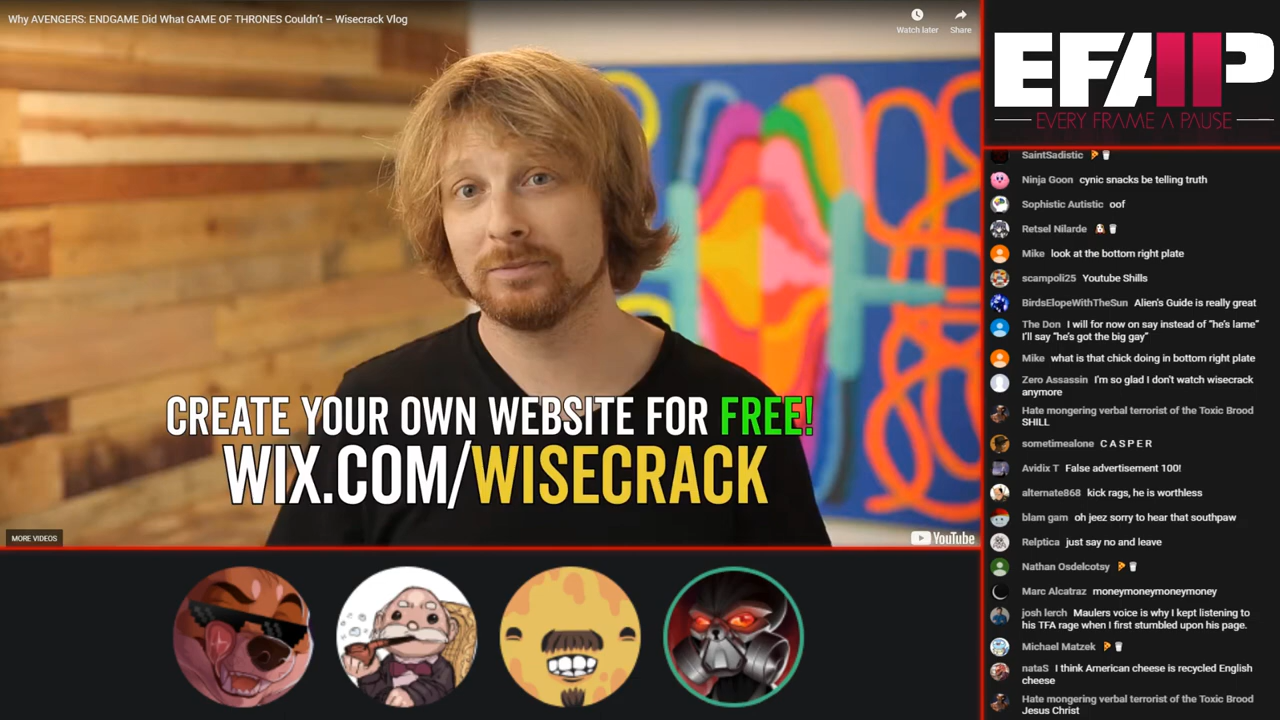 Why AVENGERS: ENDGAME Did What GAME OF THRONES Couldn't – Wisecrack Vlog
Watch later
Share
CREATE YOUR OWN WEBSITE FOR FREE!
WIX.COM/WISECRACK
MORE VIDEOS
YouTube
EFAP
EVERY FRAME A PAUSE
SaintSadistic
Ninja Goon cynic snacks be telling truth
Sophistic Autistic oof
Retsel Nilarde
Mike look at the bottom right plate
scampoli25 Youtube Shills
BirdsElopeWithTheSun Alien's Guide is really great
The Don I will for now on say instead of "he's lame"
I'll say "he's got the big gay"
Mike what is that chick doing in bottom right plate
Zero Assassin I'm so glad I don't watch wisecrack
anymore
Hate mongering verbal terrorist of the Toxic Brood
SHILL
sometimealone C A S P E R
Avidix T False advertisement 100!
alternate868 kick rags, he is worthless
blam gam oh jeez sorry to hear that southpaw
Relptica just say no and leave
Nathan Osdelcotsy
Marc Alcatraz moneymoneymoneymoney
josh lerch Maulers voice is why I kept listening to
his TFA rage when I first stumbled upon his page.
Michael Matzek
nataS I think American cheese is recycled English
cheese
Hate mongering verbal terrorist of the Toxic Brood
Jesus Christ